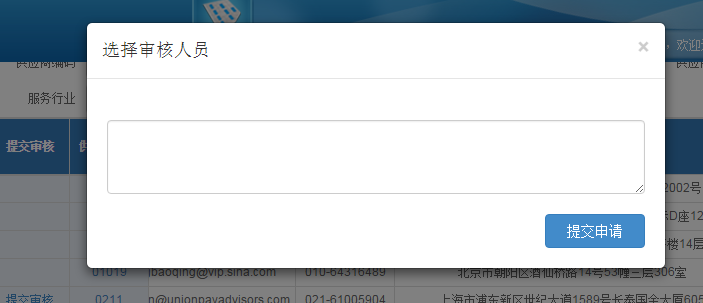 选择审核人员 ×
，欢迎
供应商编码
服务行业
提交审核
2002号
D座12
楼14层
提交申请
01019 jbaoqing@vip.sina.com 010-64316489 北京市朝阳区酒仙桥路14号53幢三层306室
提交审核 0211 n@unionpayadvisors.com 021-61005904 上海市浦东新区世纪大道1589号长泰国金大厦605